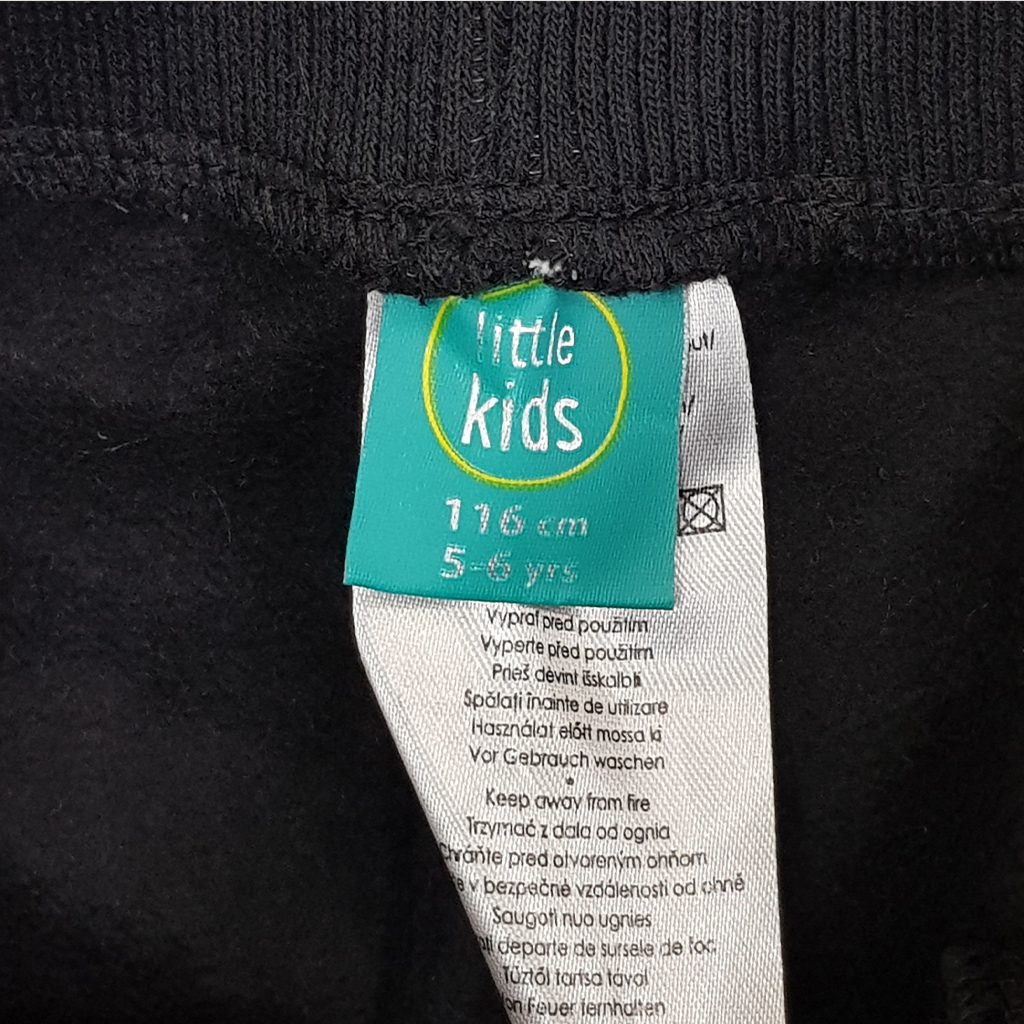 little
kids
116 cm
5-6 yrs
out/
Vyprať pred použitím
Vyperte před použitím
Prieš dėvint išskalbti
Spălați înainte de utilizare
Használat előtt mossa ki
Vor Gebrauch waschen
Keep away from fire
Trzymać z dala od ognia
chráňte pred otvoreným ohňom
v bezpečné vzdálenosti od ohně
Saugoti nuo ugnies
departe de sursele de foc
Tűztől tartsa távol
Feuer fernhalten